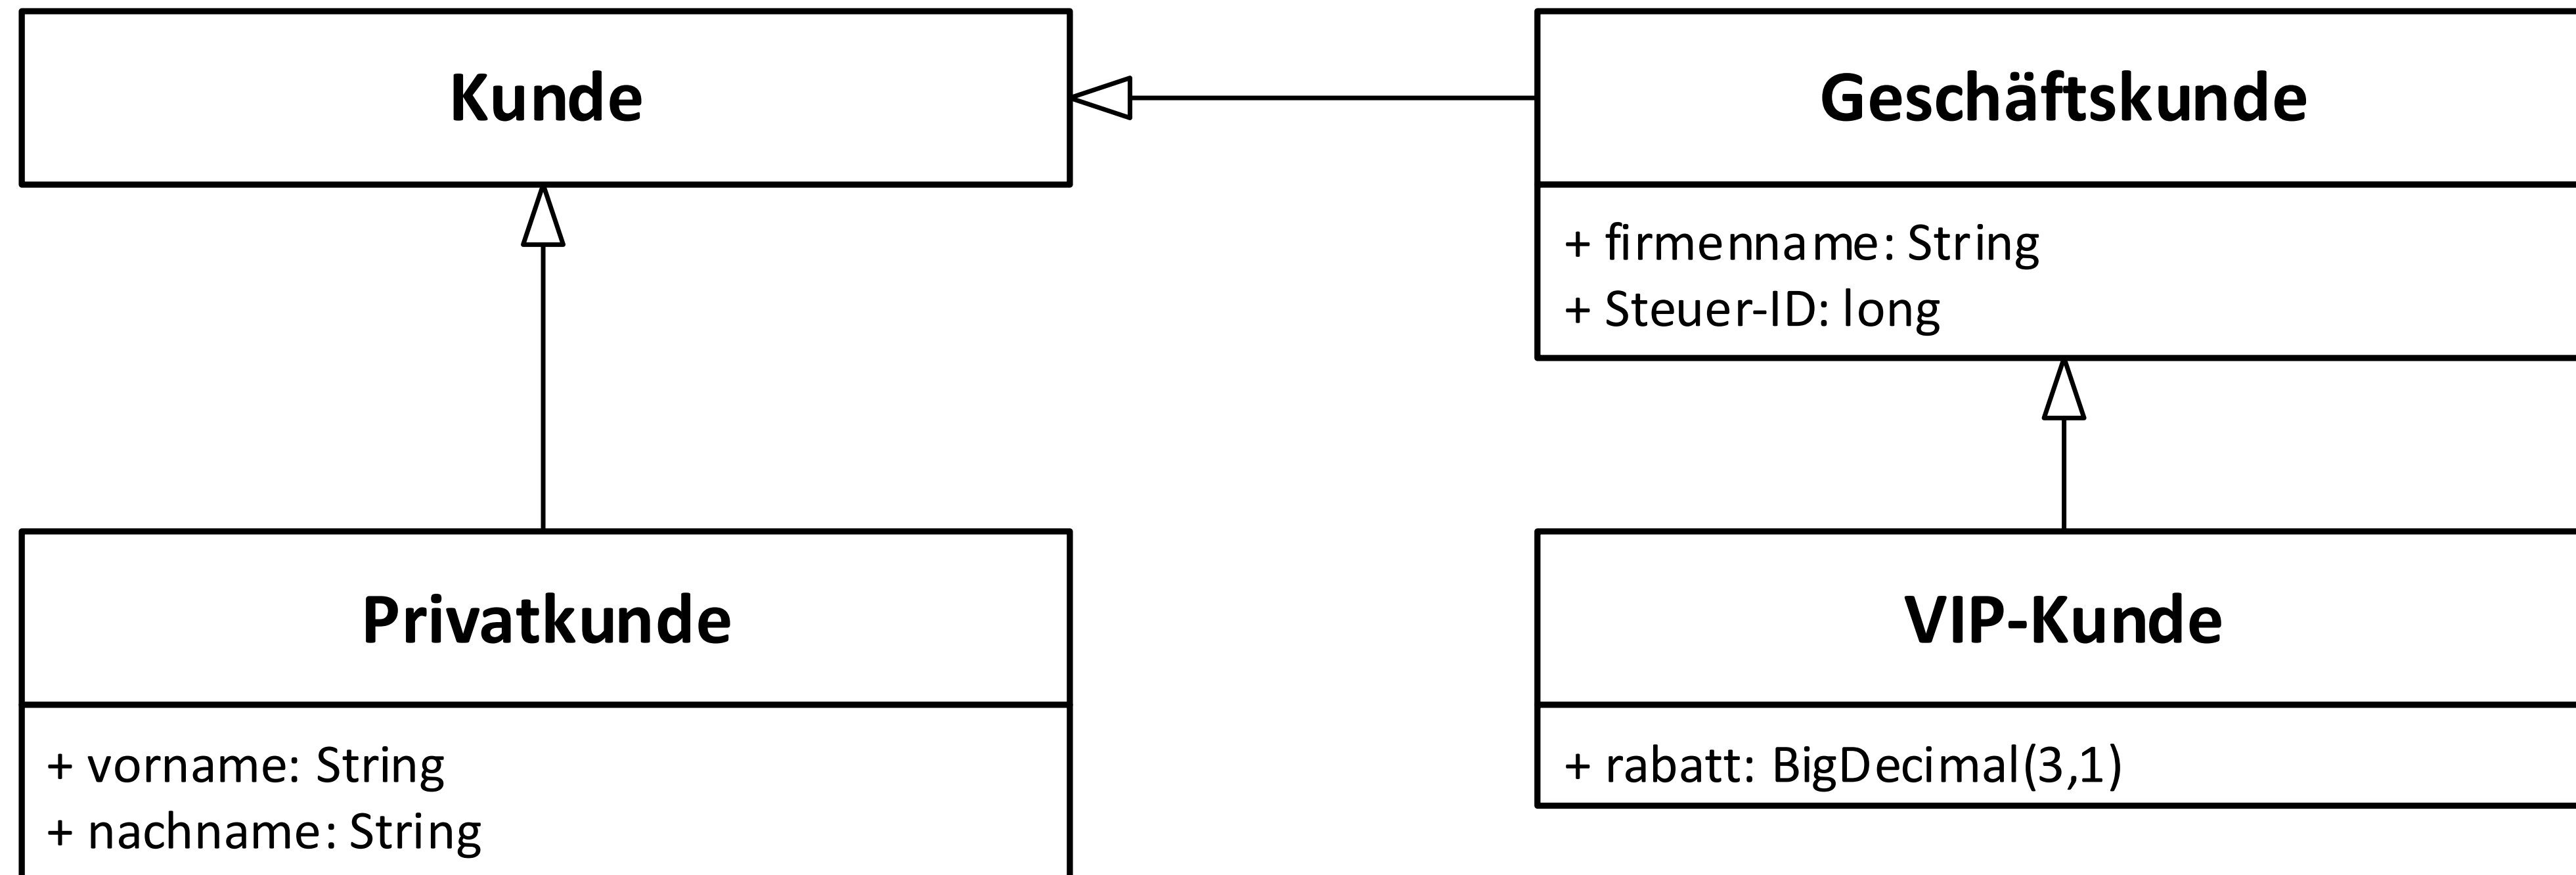 Kunde
Geschäftskunde
+ firmenname: String
+ Steuer-ID: long
Privatkunde
+ vorname: String
+ nachname: String
VIP-Kunde
+ rabatt: BigDecimal(3,1)